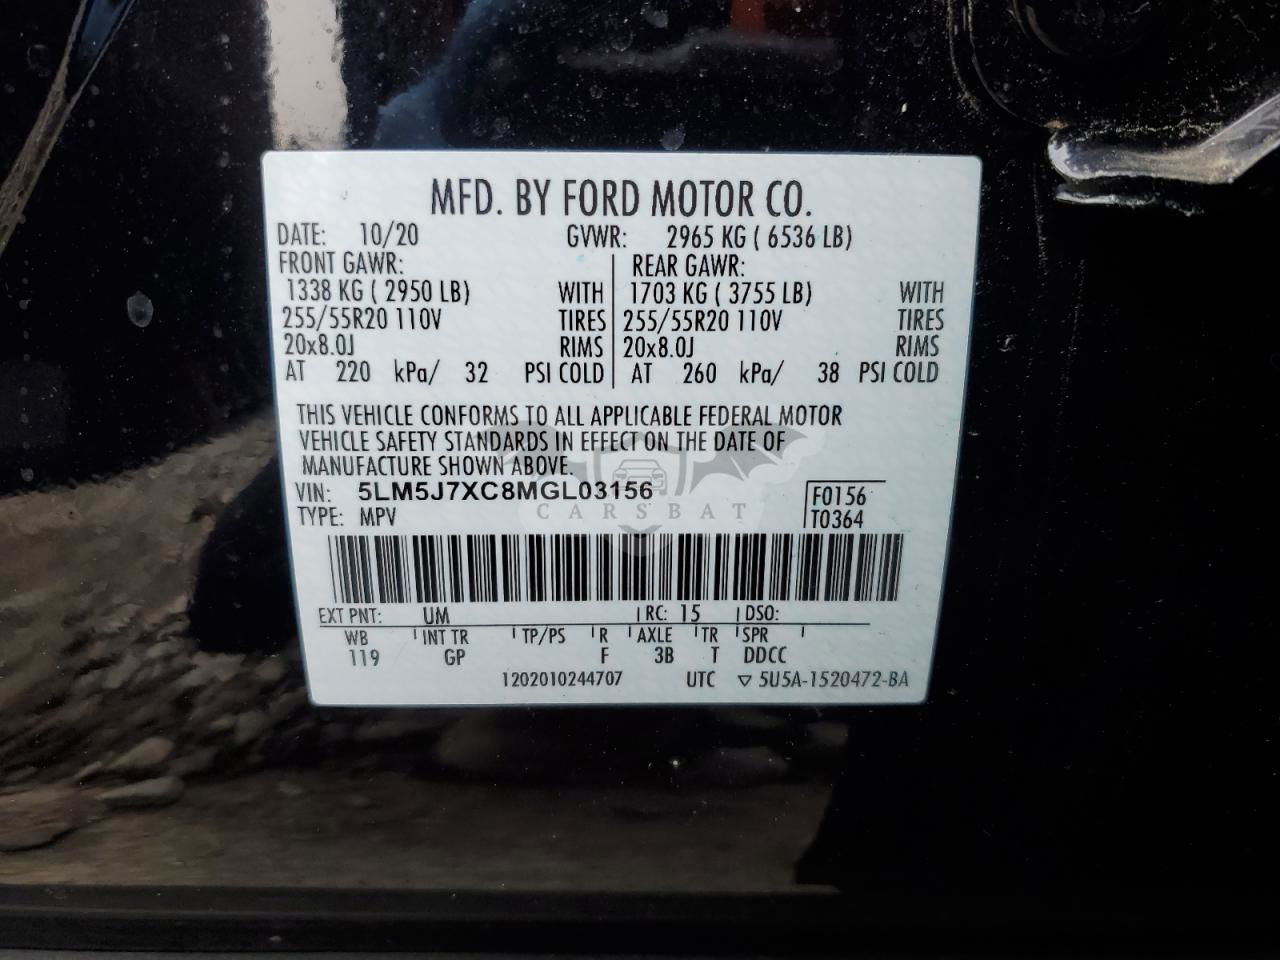 MFD. BY FORD MOTOR CO.
DATE: 10/20 GVWR: 2965 KG ( 6536 LB)
FRONT GAWR: REAR GAWR:
1338 KG ( 2950 LB) WITH 1703 KG ( 3755 LB) WITH
255/55R20 110V TIRES 255/55R20 110V TIRES
20x8.0J RIMS 20x8.0J RIMS
AT 220 kPa/ 32 PSI COLD AT 260 kPa/ 38 PSI COLD
THIS VEHICLE CONFORMS TO ALL APPLICABLE FEDERAL MOTOR
VEHICLE SAFETY STANDARDS IN EFFECT ON THE DATE OF
MANUFACTURE SHOWN ABOVE.
VIN: 5LM5J7XC8MGL03156 F0156
TYPE: MPV T0364
CARSBAT
EXT PNT: UM RC: 15 DSO:
WB INT TR TP/PS R AXLE TR SPR
119 GP F 3B T DDCC
1202010244707 UTC ▽ 5U5A-1520472-BA